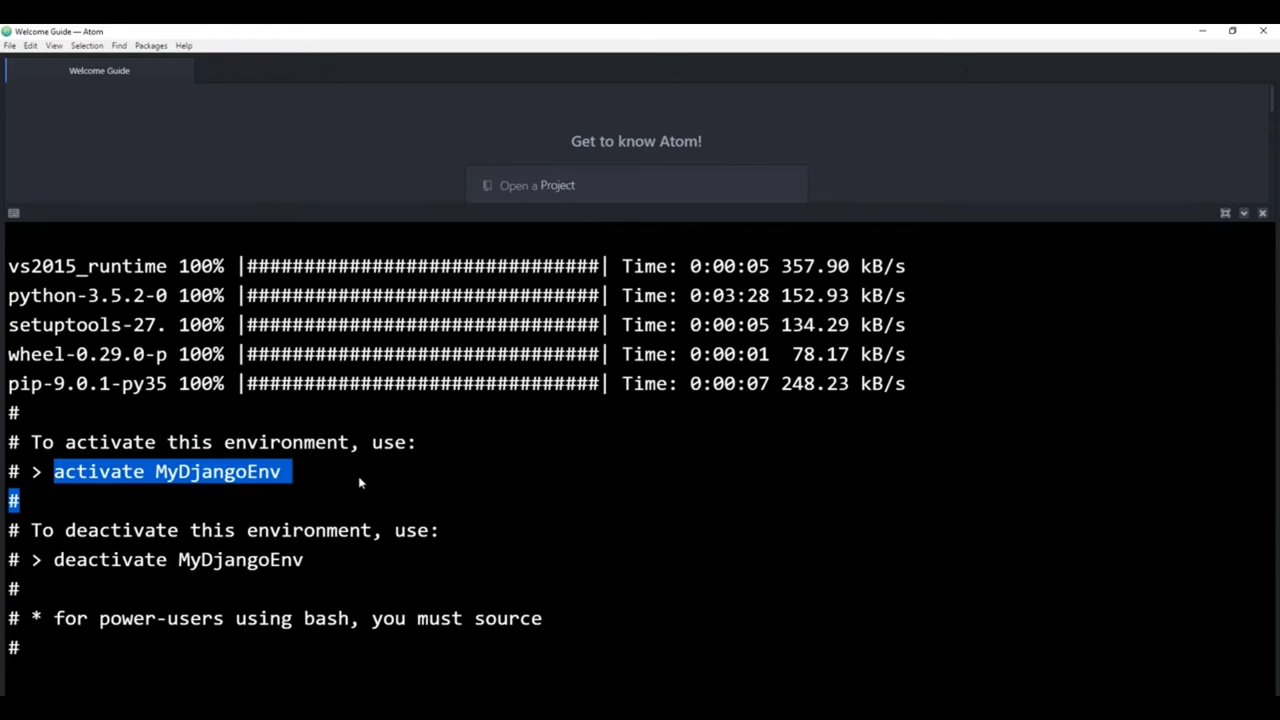 Welcome Guide — Atom
File Edit View Selection Find Packages Help
Welcome Guide
Get to know Atom!
Open a Project
vs2015_runtime 100% |###############################| Time: 0:00:05 357.90 kB/s
python-3.5.2-0 100% |###############################| Time: 0:03:28 152.93 kB/s
setuptools-27. 100% |###############################| Time: 0:00:05 134.29 kB/s
wheel-0.29.0-p 100% |###############################| Time: 0:00:01  78.17 kB/s
pip-9.0.1-py35 100% |###############################| Time: 0:00:07 248.23 kB/s
#
# To activate this environment, use:
# > activate MyDjangoEnv
#
# To deactivate this environment, use:
# > deactivate MyDjangoEnv
#
# * for power-users using bash, you must source
#